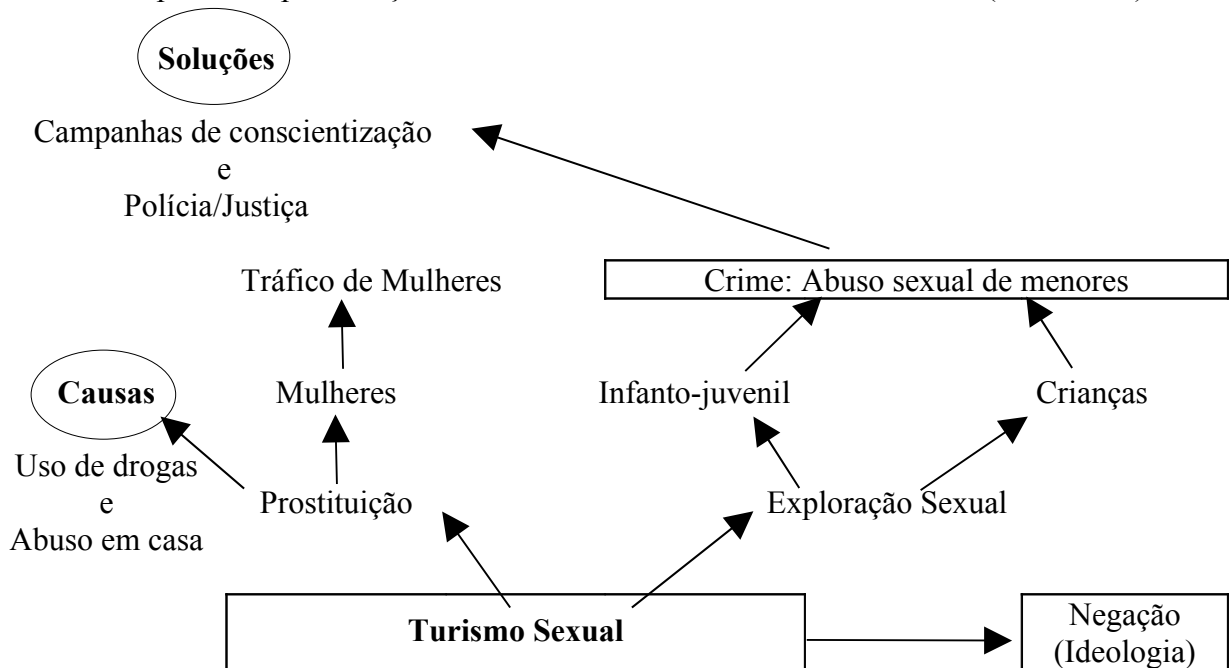 Soluções
Campanhas de conscientização
e
Polícia/Justiça
Tráfico de Mulheres
Crime: Abuso sexual de menores
Causas
Mulheres
Infanto-juvenil
Crianças
Uso de drogas
e
Abuso em casa
Prostituição
Exploração Sexual
Turismo Sexual
Negação
(Ideologia)